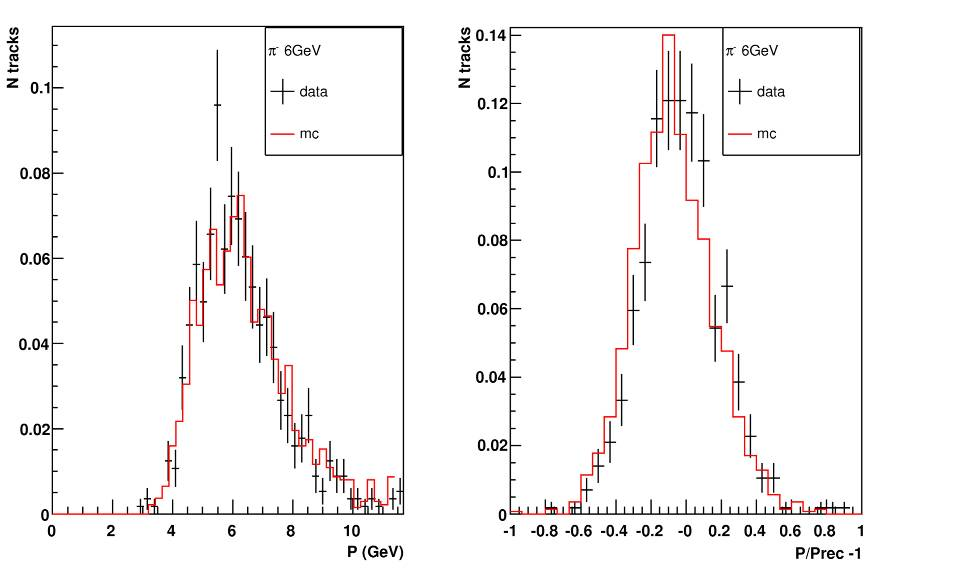 N tracks
0.1
0.08
0.06
0.04
0.02
0
π⁻ 6GeV
data
mc
0 2 4 6 8 10
P (GeV)
N tracks
0.14
0.12
0.1
0.08
0.06
0.04
0.02
0
π⁻ 6GeV
data
mc
-1 -0.8 -0.6 -0.4 -0.2 -0 0.2 0.4 0.6 0.8 1
P/Prec -1